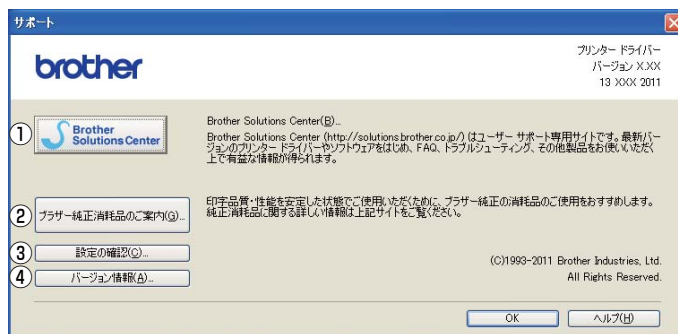 サポート
brother
プリンター ドライバー
バージョン X.XX
13 XXX 2011
①
Brother
Solutions Center
Brother Solutions Center(B)...
Brother Solutions Center (http://solutions.brother.co.jp/) はユーザー サポート専用サイトです。最新バー
ジョンのプリンター ドライバーやソフトウェアをはじめ、FAQ、トラブルシューティング、その他製品をお使いいただく
上で有益な情報が得られます。
②
ブラザー純正消耗品のご案内(G)...
印字品質・性能を安定した状態でご使用いただくために、ブラザー純正の消耗品のご使用をおすすめします。
純正消耗品に関する詳しい情報は上記サイトをご覧ください。
③
設定の確認(C)...
④
バージョン情報(A)...
(C)1993-2011 Brother Industries, Ltd.
All Rights Reserved.
OK
ヘルプ(H)